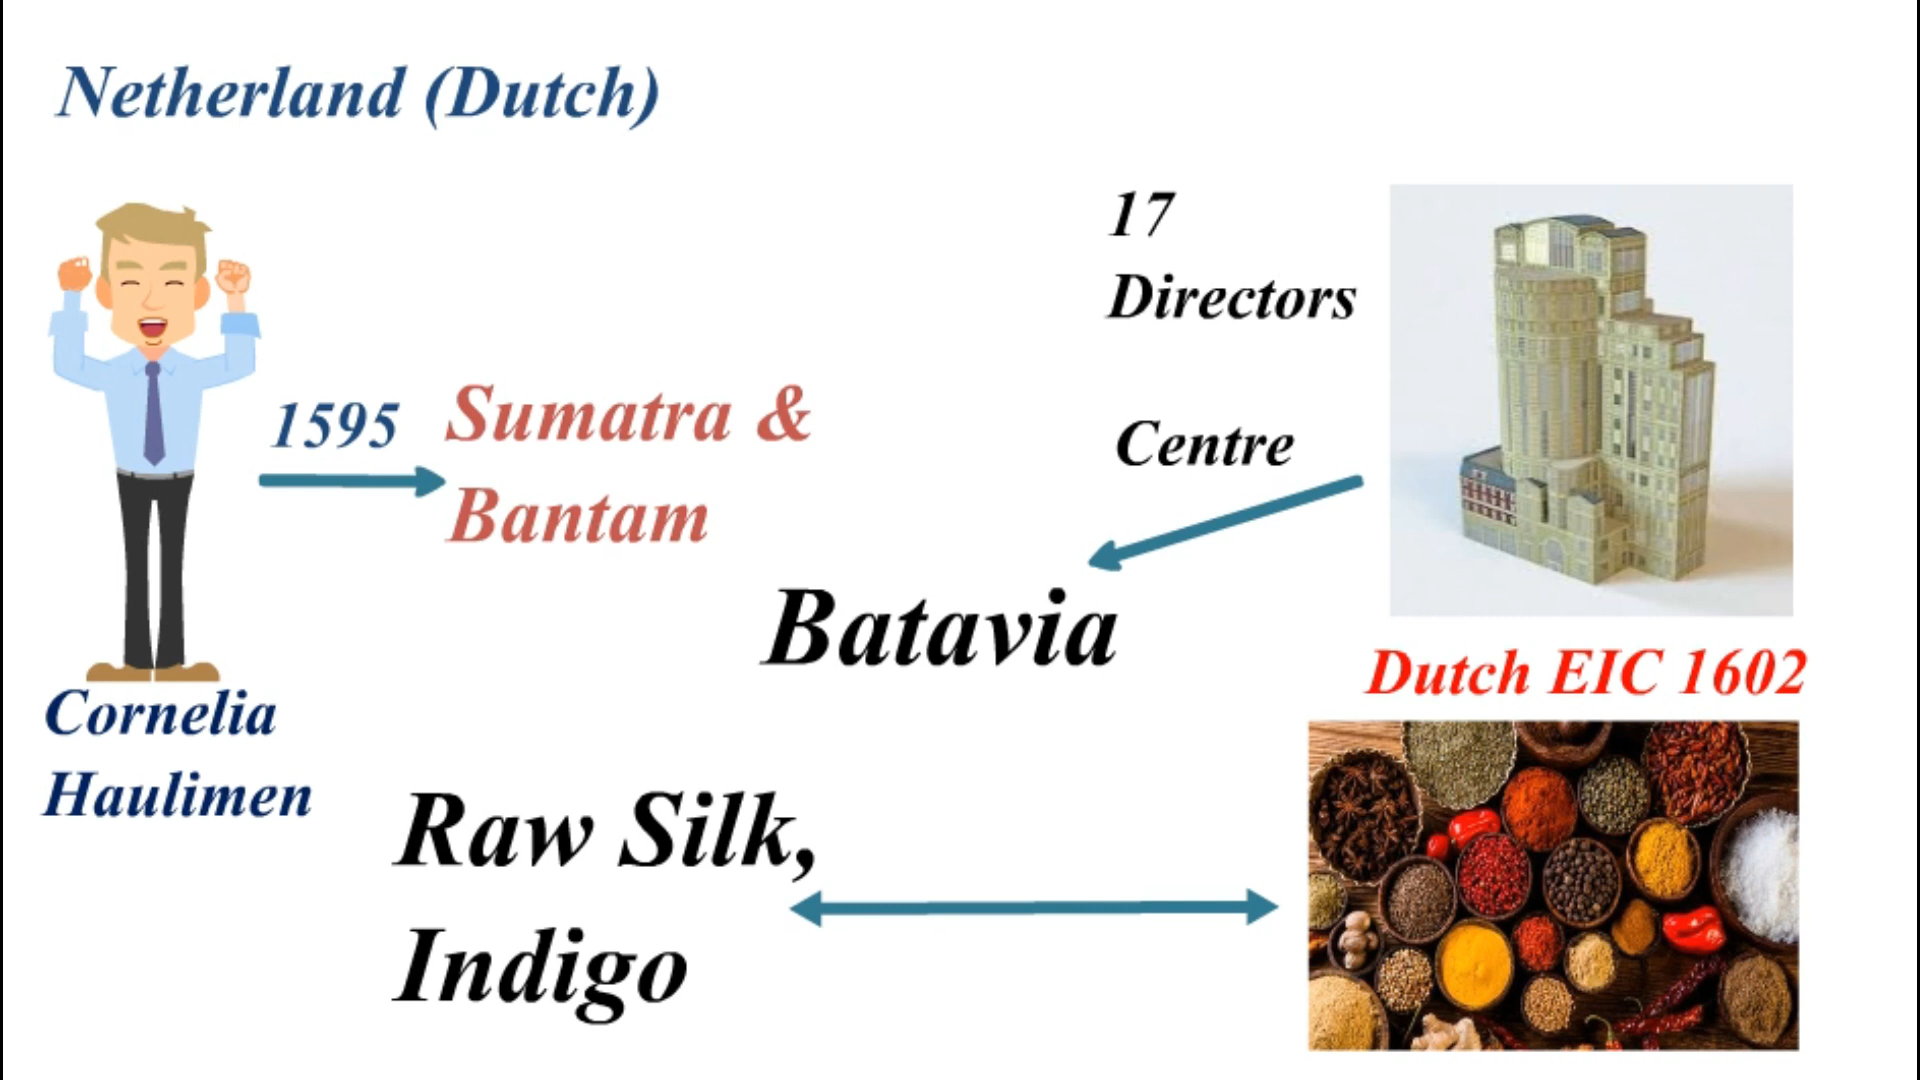 Netherland (Dutch)
17
Directors
1595
Sumatra &
Bantam
Centre
Batavia
Dutch EIC 1602
Cornelia
Haulimen
Raw Silk,
Indigo